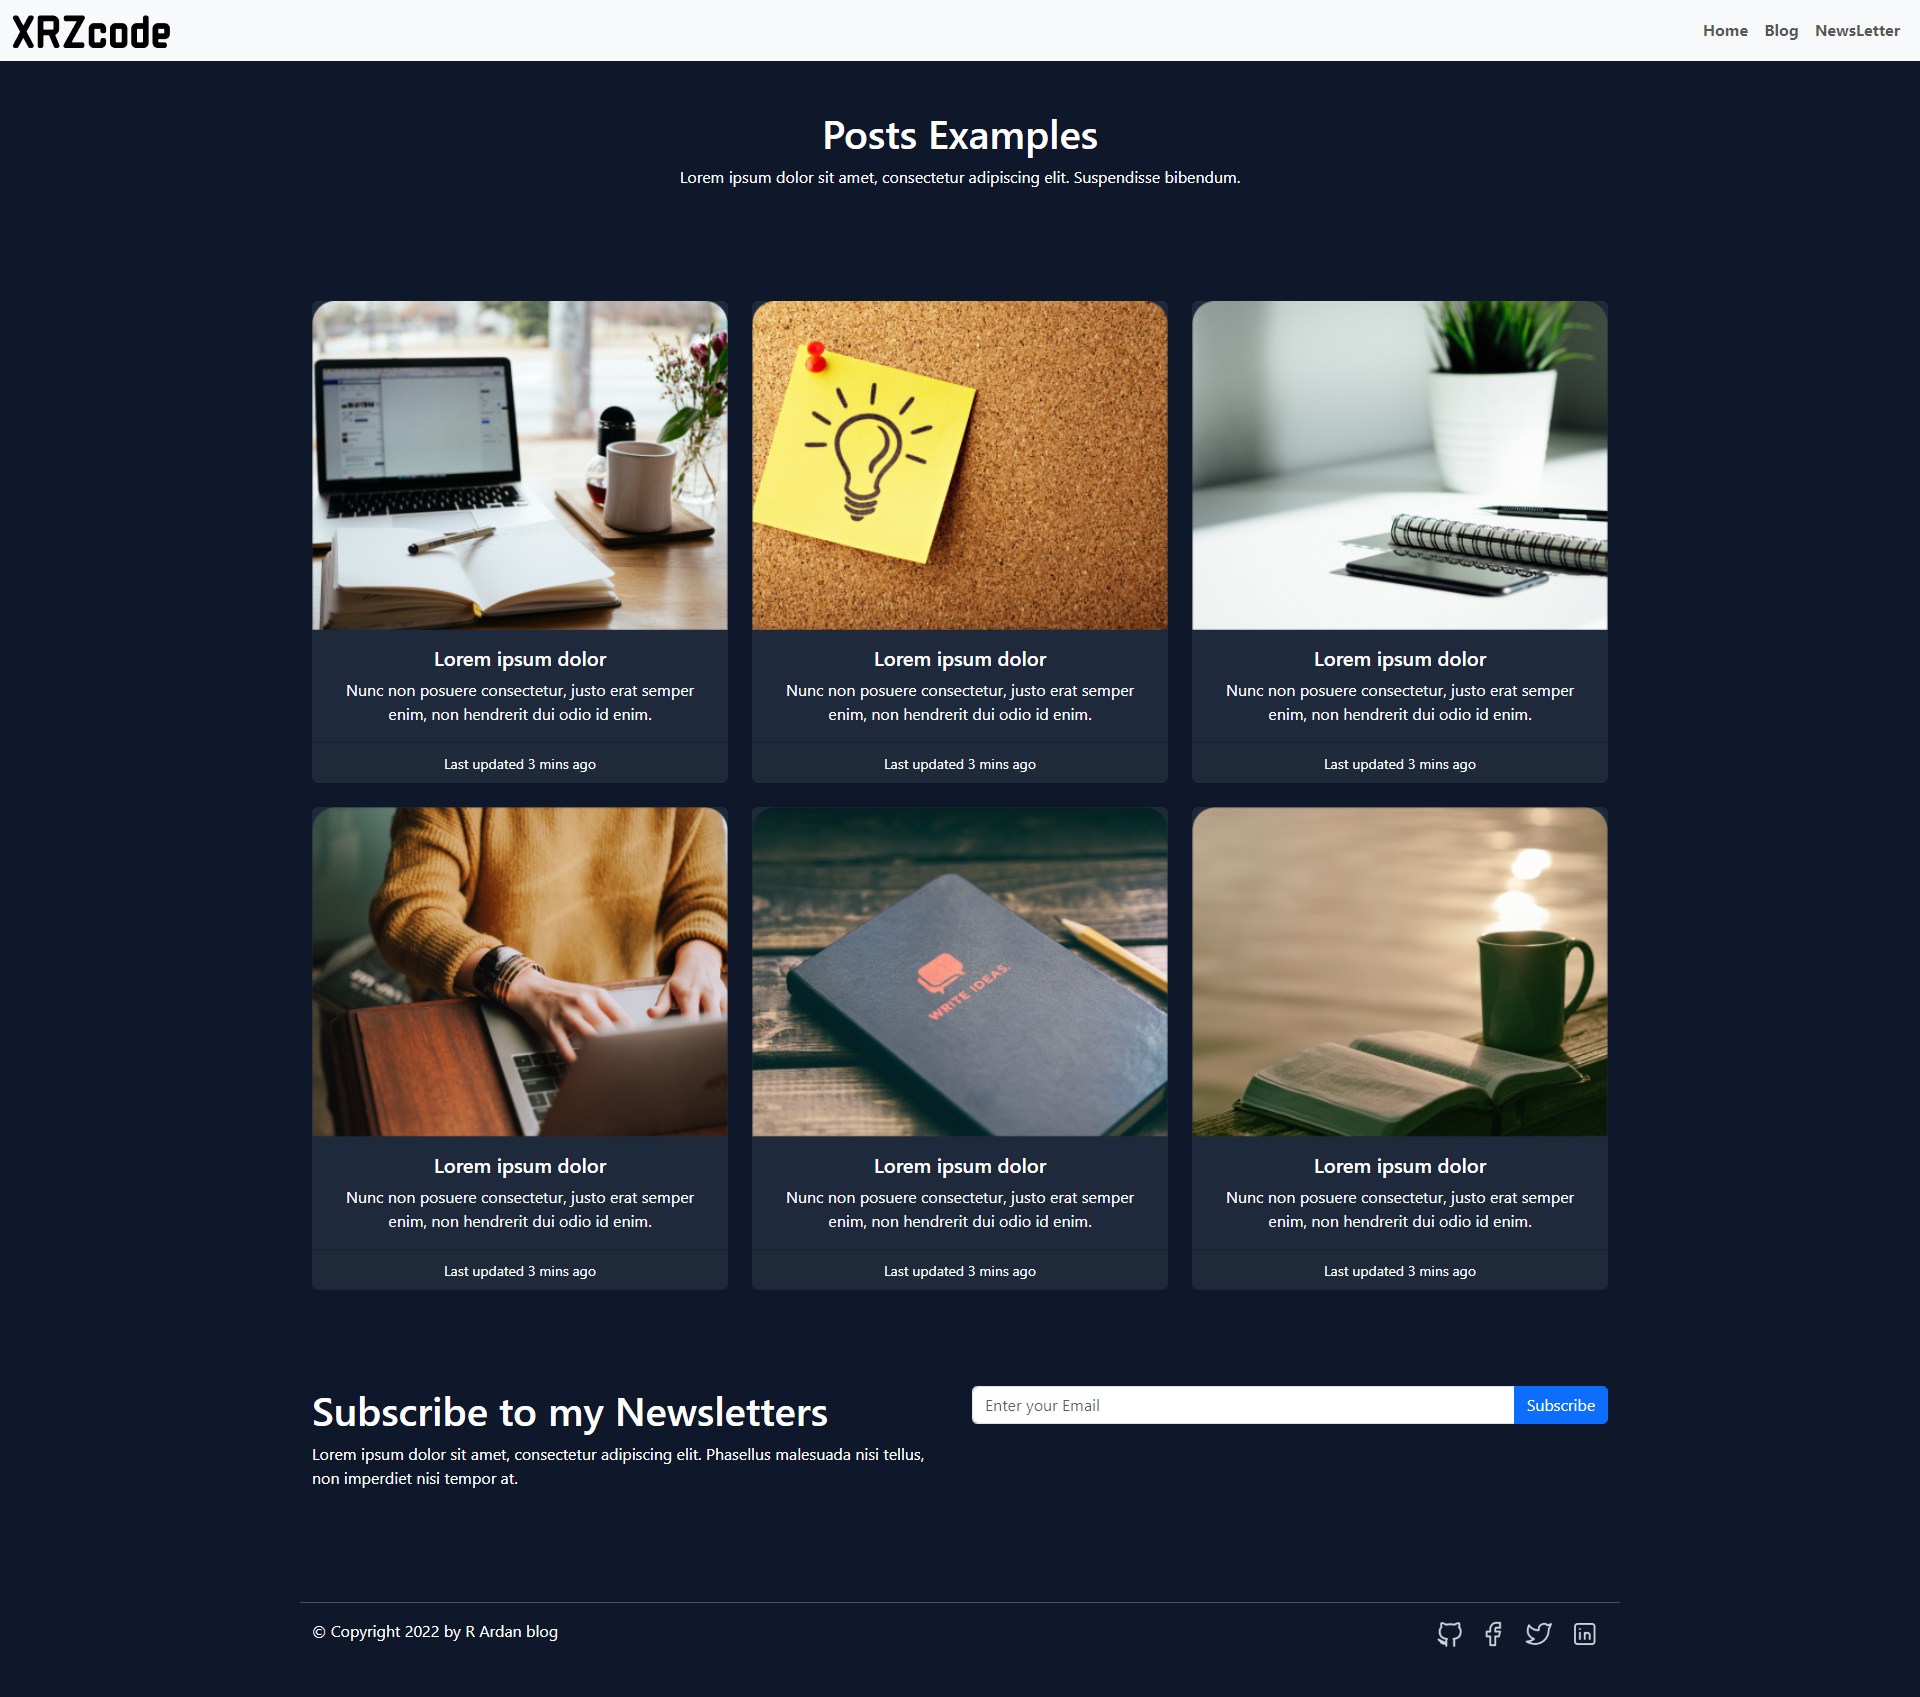 XRZcode
Home Blog NewsLetter
Posts Examples
Lorem ipsum dolor sit amet, consectetur adipiscing elit. Suspendisse bibendum.
Lorem ipsum dolor
Nunc non posuere consectetur, justo erat semper
enim, non hendrerit dui odio id enim.
Last updated 3 mins ago
Lorem ipsum dolor
Nunc non posuere consectetur, justo erat semper
enim, non hendrerit dui odio id enim.
Last updated 3 mins ago
Lorem ipsum dolor
Nunc non posuere consectetur, justo erat semper
enim, non hendrerit dui odio id enim.
Last updated 3 mins ago
Lorem ipsum dolor
Nunc non posuere consectetur, justo erat semper
enim, non hendrerit dui odio id enim.
Last updated 3 mins ago
WRITE IDEAS.
Lorem ipsum dolor
Nunc non posuere consectetur, justo erat semper
enim, non hendrerit dui odio id enim.
Last updated 3 mins ago
Lorem ipsum dolor
Nunc non posuere consectetur, justo erat semper
enim, non hendrerit dui odio id enim.
Last updated 3 mins ago
Subscribe to my Newsletters
Lorem ipsum dolor sit amet, consectetur adipiscing elit. Phasellus malesuada nisi tellus,
non imperdiet nisi tempor at.
Enter your Email
Subscribe
© Copyright 2022 by R Ardan blog